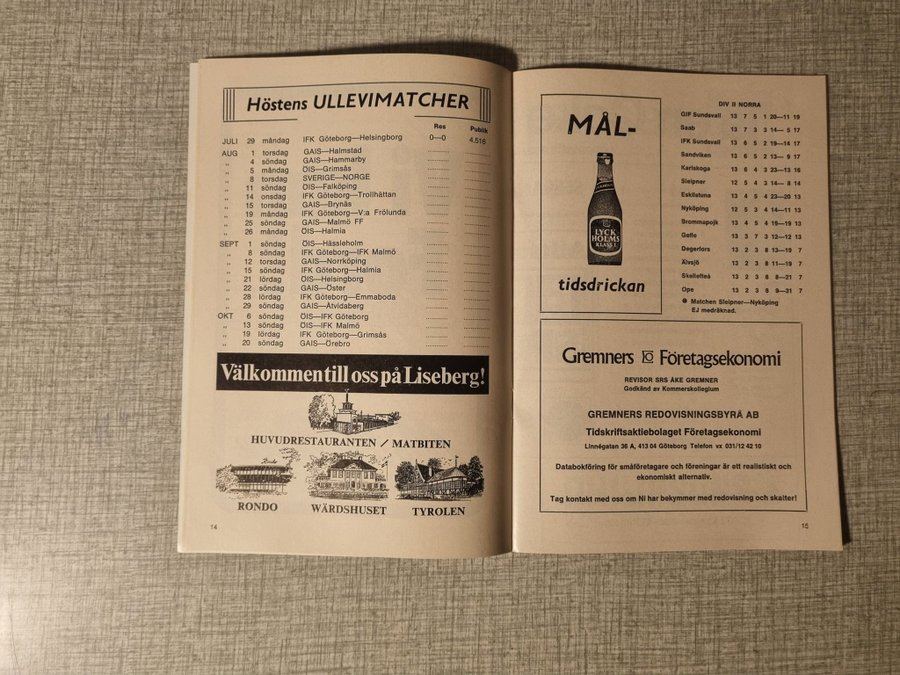 Höstens ULLEVIMATCHER
Res Publik
JULI 29 måndag IFK Göteborg—Helsingborg 0—0 4.516
AUG 1 torsdag GAIS—Halmstad
„ 4 söndag GAIS—Hammarby
„ 5 måndag ÖIS—Grimsås
„ 8 torsdag SVERIGE—NORGE
„ 11 söndag ÖIS—Falköping
„ 14 onsdag IFK Göteborg—Trollhättan
„ 15 torsdag GAIS—Brynäs
„ 19 måndag IFK Göteborg—V:a Frölunda
„ 25 söndag GAIS—Malmö FF
„ 26 måndag ÖIS—Halmia
SEPT 1 söndag ÖIS—Hässleholm
„ 8 söndag IFK Göteborg—IFK Malmö
„ 12 torsdag GAIS—Norrköping
„ 15 söndag IFK Göteborg—Halmia
„ 21 lördag ÖIS—Helsingborg
„ 22 söndag GAIS—Öster
„ 28 lördag IFK Göteborg—Emmaboda
„ 29 söndag GAIS—Åtvidaberg
OKT 6 söndag ÖIS—IFK Göteborg
„ 13 söndag ÖIS—IFK Malmö
„ 19 lördag IFK Göteborg—Grimsås
„ 20 söndag GAIS—Örebro
Välkommen till oss på Liseberg!
HUVUDRESTAURANTEN / MATBITEN
RONDO WÄRDSHUSET TYROLEN
14
MÅL-
LYCK
HOLMS
KLASS I
tidsdrickan
DIV II NORRA
GIF Sundsvall 13 7 5 1 20—11 19
Saab 13 7 3 3 14— 5 17
IFK Sundsvall 13 6 5 2 19—14 17
Sandviken 13 6 5 2 13— 9 17
Karlskoga 13 6 4 3 23—13 16
Sleipner 12 5 4 3 14— 8 14
Eskilstuna 13 4 5 4 23—20 13
Nyköping 12 5 3 4 14—11 13
Brommapojk 13 4 5 4 19—19 13
Gefle 13 3 7 3 12—12 13
Degerfors 13 2 3 8 13—19 7
Älvsjö 13 2 3 8 11—19 7
Skellefteå 13 2 3 8 8—21 7
Ope 13 2 3 8 9—31 7
Matchen Sleipner—Nyköping
EJ medräknad.
Gremners Företagsekonomi
REVISOR SRS ÅKE GREMNER
Godkänd av Kommerskollegium
GREMNERS REDOVISNINGSBYRÅ AB
Tidskriftsaktiebolaget Företagsekonomi
Linnégatan 36 A, 413 04 Göteborg Telefon vx 031/12 42 10
Databokföring för småföretagare och föreningar är ett realistiskt och
ekonomiskt alternativ.
Tag kontakt med oss om Ni har bekymmer med redovisning och skatter!
15